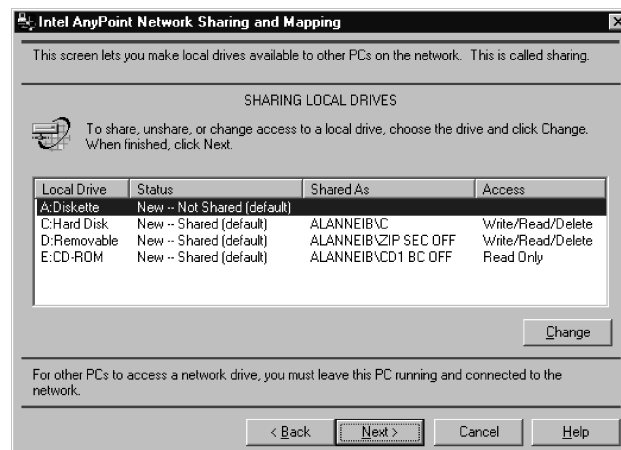 Intel AnyPoint Network Sharing and Mapping
This screen lets you make local drives available to other PCs on the network. This is called sharing.
SHARING LOCAL DRIVES
To share, unshare, or change access to a local drive, choose the drive and click Change.
When finished, click Next.
Local Drive Status Shared As Access
A:Diskette New -- Not Shared (default)
C:Hard Disk New -- Shared (default) ALANNEIB\C Write/Read/Delete
D:Removable New -- Shared (default) ALANNEIB\ZIP SEC OFF Write/Read/Delete
E:CD-ROM New -- Shared (default) ALANNEIB\CD1 BC OFF Read Only
Change
For other PCs to access a network drive, you must leave this PC running and connected to the
network.
< Back Next > Cancel Help